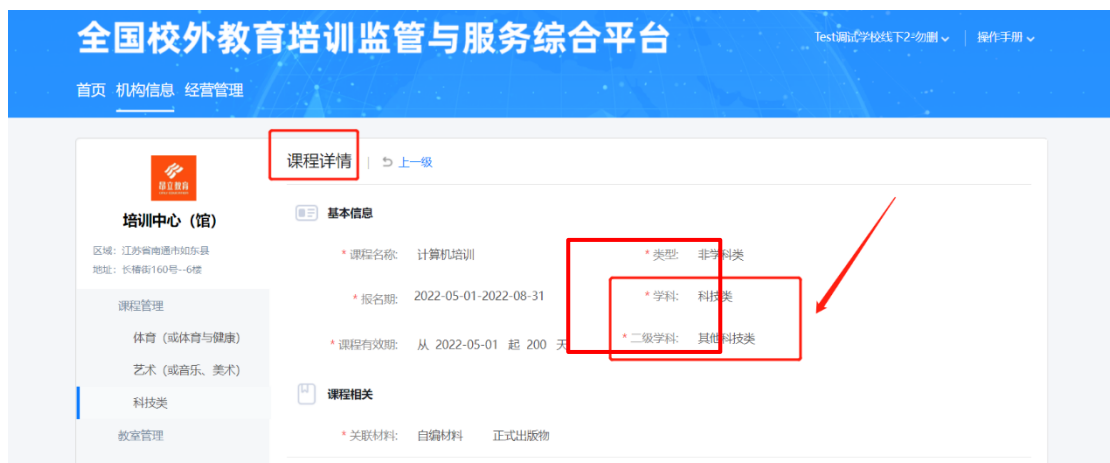 全国校外教育培训监管与服务综合平台
Test调试学校线下2-勿删
操作手册
首页 机构信息 经营管理
昂立教育
培训中心（馆）
区域：江苏省南通市如东县
地址：长椿街160号--6楼
课程管理
体育（或体育与健康）
艺术（或音乐、美术）
科技类
教室管理
课程详情 | 上一级
基本信息
* 课程名称: 计算机培训 * 类型: 非学科类
* 报名期: 2022-05-01-2022-08-31 * 学科: 科技类
* 课程有效期: 从 2022-05-01 起 200 天 * 二级学科: 其他科技类
课程相关
* 关联材料: 自编材料 正式出版物